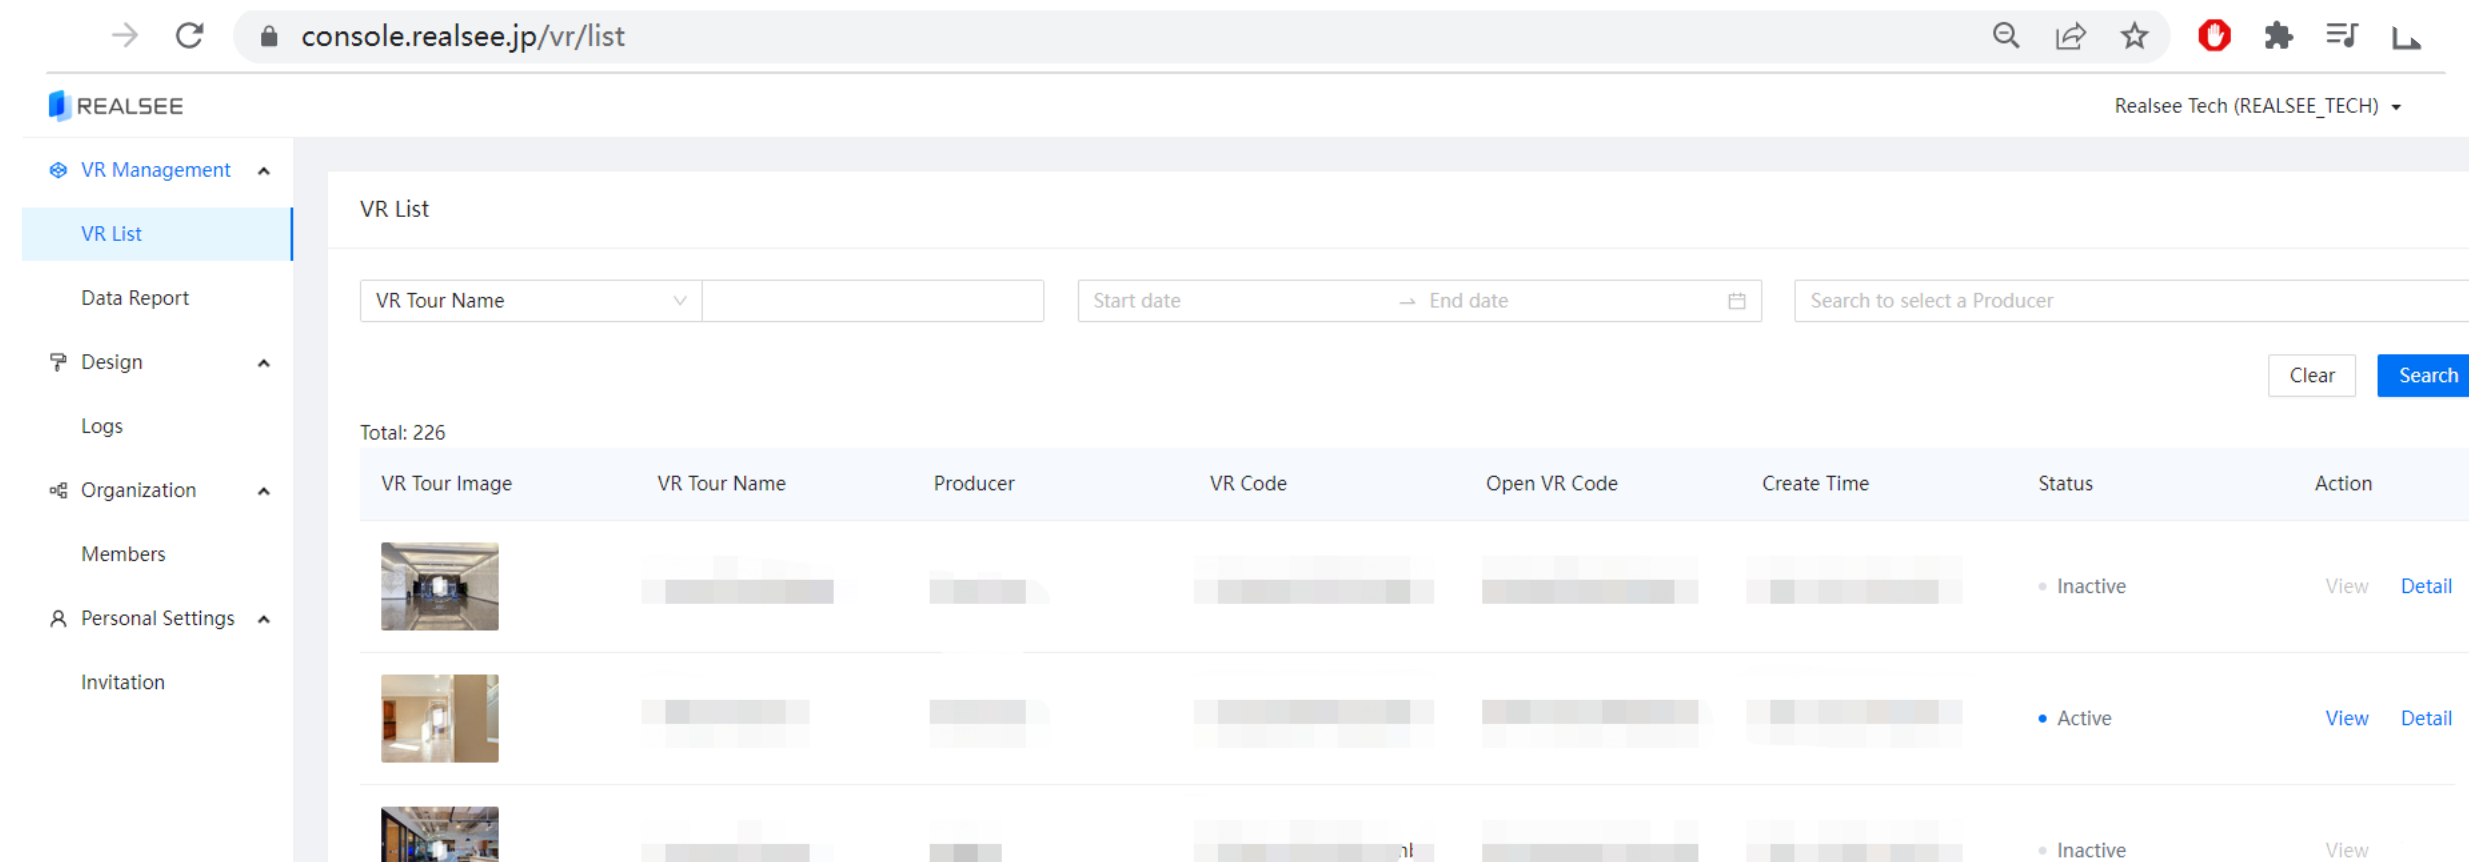 console.realsee.jp/vr/list
REALSEE
Realsee Tech (REALSEE_TECH)
VR Management
VR List
Data Report
Design
Logs
Organization
Members
Personal Settings
Invitation
VR List
VR Tour Name
Start date → End date
Search to select a Producer
Clear
Search
Total: 226
VR Tour Image VR Tour Name Producer VR Code Open VR Code Create Time Status Action
Inactive View Detail
Active View Detail
Inactive View